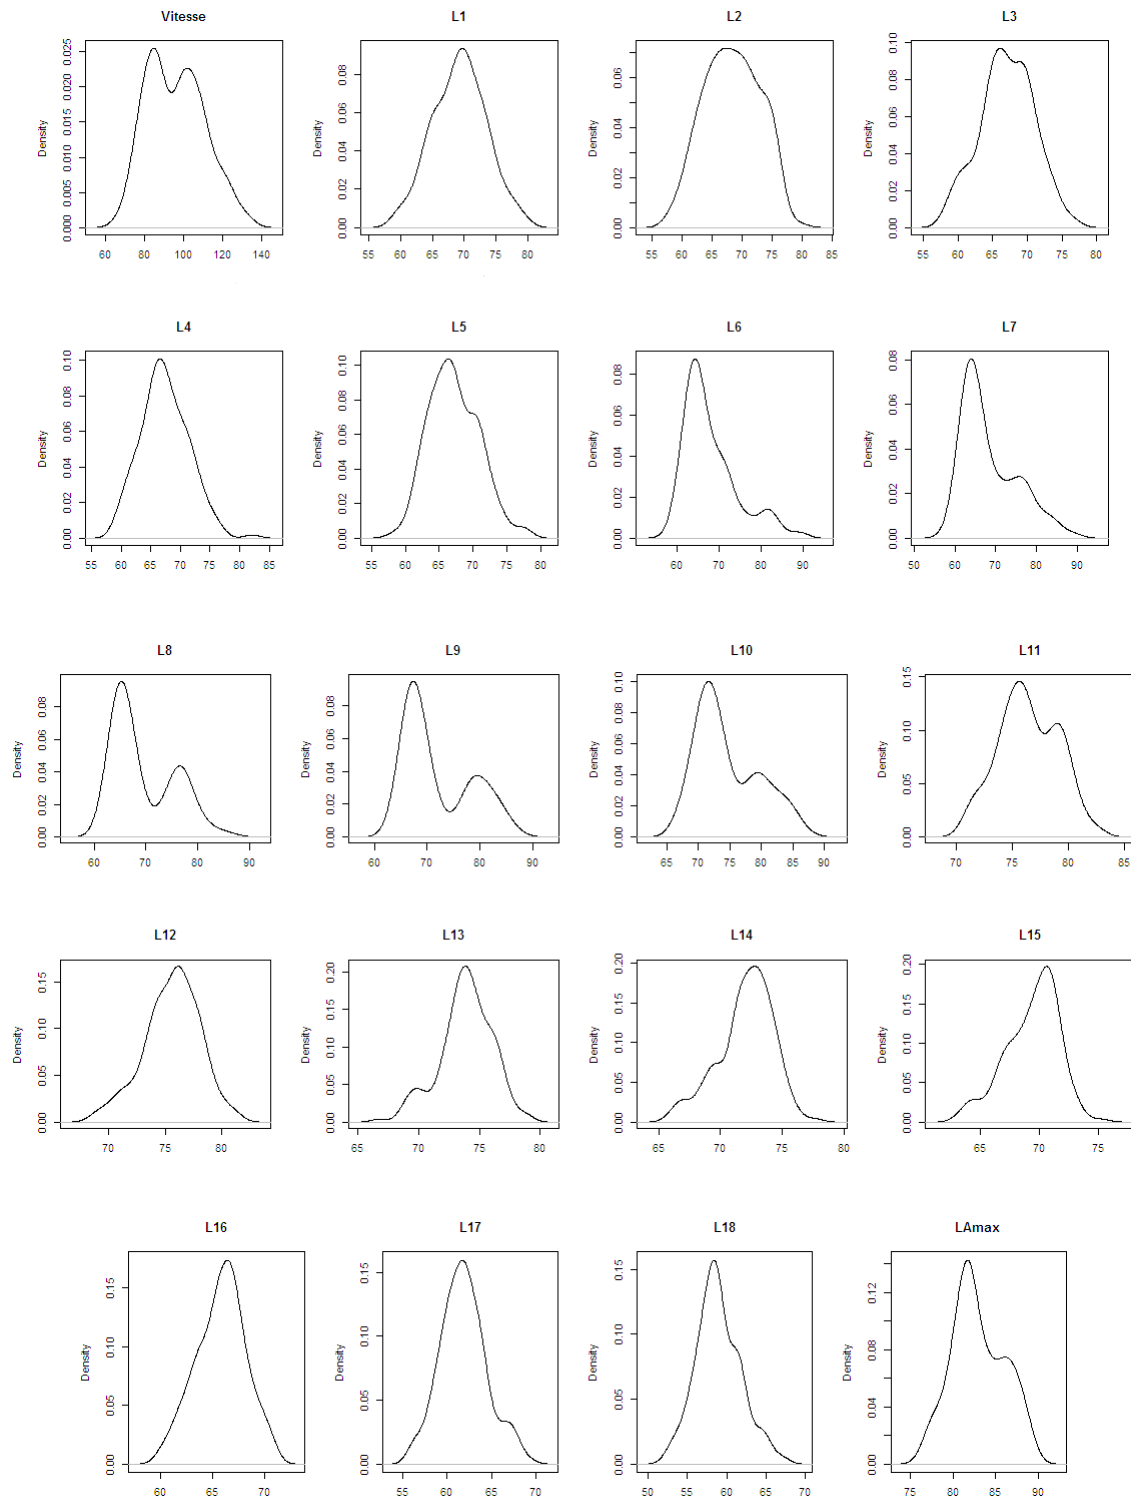 Vitesse L1 L2 L3
Density 0.000 0.005 0.010 0.015 0.020 0.025
60 80 100 120 140
Density 0.00 0.02 0.04 0.06 0.08
55 60 65 70 75 80
Density 0.00 0.02 0.04 0.06
55 60 65 70 75 80 85
Density 0.00 0.02 0.04 0.06 0.08 0.10
55 60 65 70 75 80
L4 L5 L6 L7
Density 0.00 0.02 0.04 0.06 0.08 0.10
55 60 65 70 75 80 85
Density 0.00 0.02 0.04 0.06 0.08 0.10
55 60 65 70 75 80
Density 0.00 0.02 0.04 0.06 0.08
60 70 80 90
Density 0.00 0.02 0.04 0.06 0.08
50 60 70 80 90
L8 L9 L10 L11
Density 0.00 0.02 0.04 0.06 0.08
60 70 80 90
Density 0.00 0.02 0.04 0.06 0.08
60 70 80 90
Density 0.00 0.02 0.04 0.06 0.08 0.10
65 70 75 80 85 90
Density 0.00 0.05 0.10 0.15
70 75 80 85
L12 L13 L14 L15
Density 0.00 0.05 0.10 0.15
70 75 80
Density 0.00 0.05 0.10 0.15 0.20
65 70 75 80
Density 0.00 0.05 0.10 0.15 0.20
65 70 75 80
Density 0.00 0.05 0.10 0.15 0.20
65 70 75
L16 L17 L18 LAmax
Density 0.00 0.05 0.10 0.15
60 65 70
Density 0.00 0.05 0.10 0.15
55 60 65 70
Density 0.00 0.05 0.10 0.15
50 55 60 65 70
Density 0.00 0.04 0.08 0.12
75 80 85 90